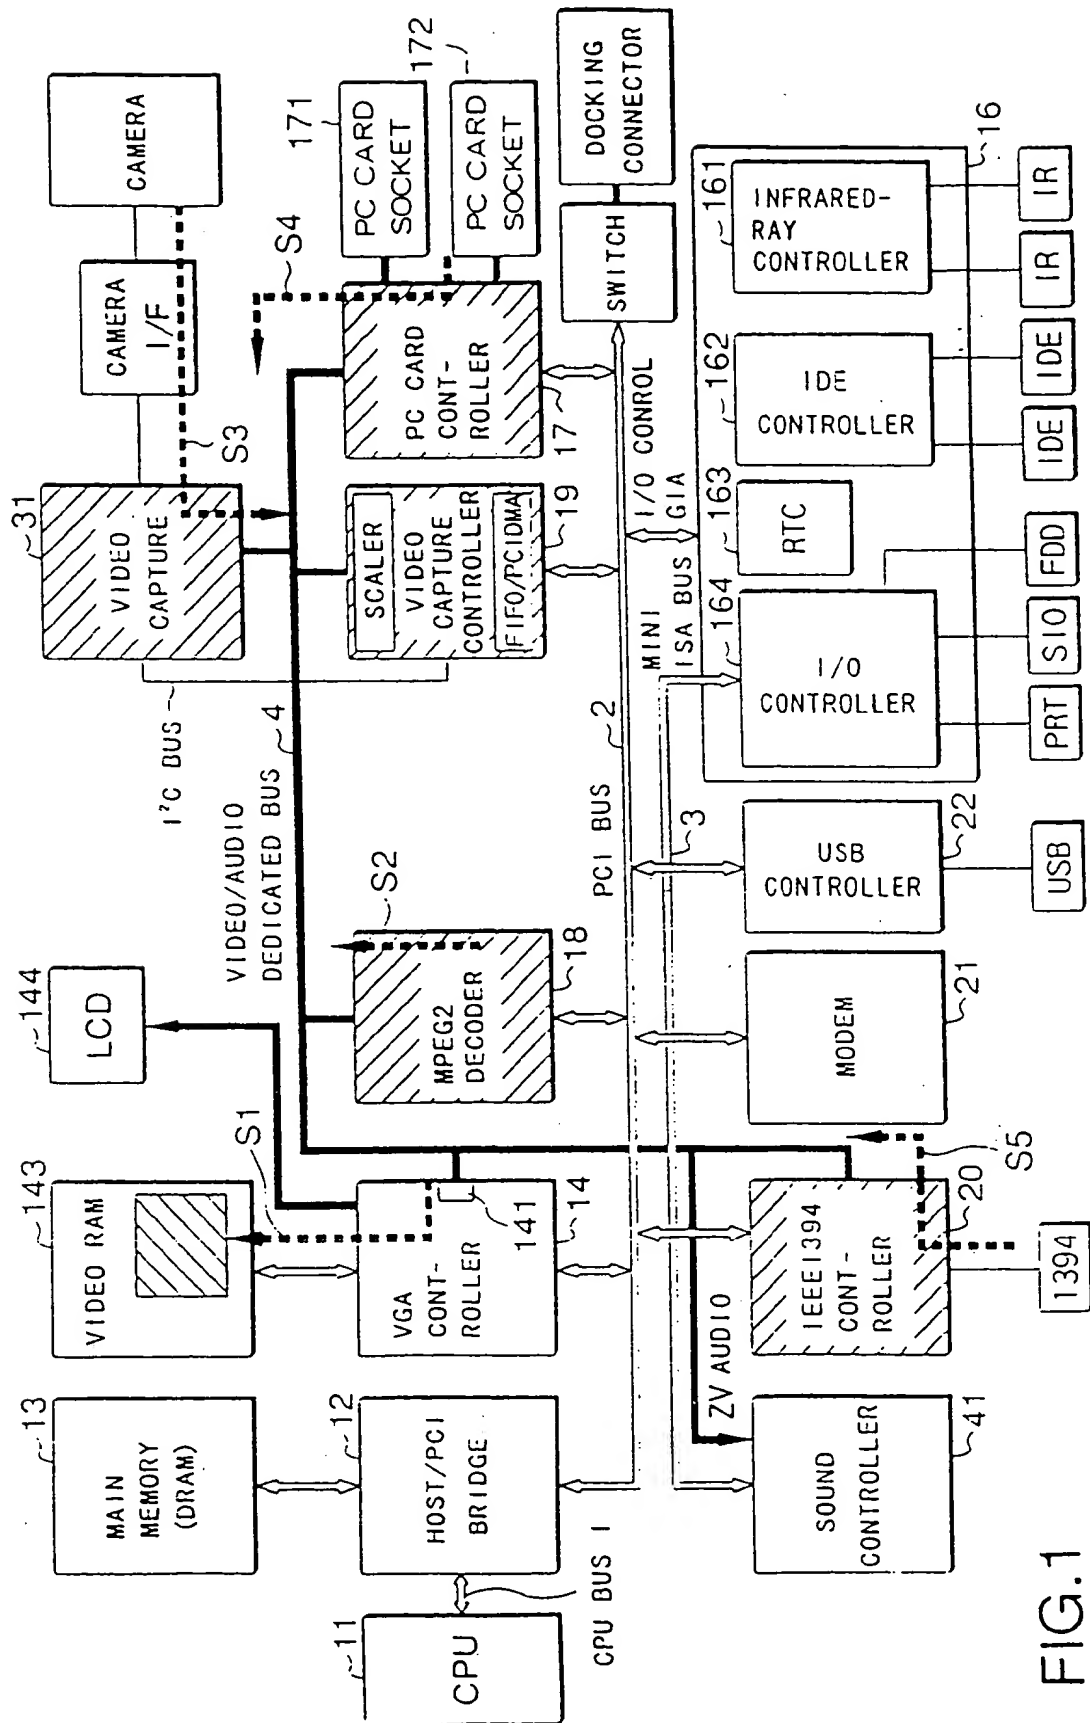 FIG.1
11
CPU
CPU BUS 1
13
MAIN
MEMORY
(DRAM)
12
HOST/PCI
BRIDGE
143
VIDEO RAM
S1
144
LCD
VGA
CONT-
ROLLER
141
14
VIDEO/AUDIO
DEDICATED BUS
4
I²C BUS
S2
MPEG2
DECODER
18
31
VIDEO
CAPTURE
S3
CAMERA
I/F
CAMERA
SCALER
VIDEO
CAPTURE
CONTROLLER
FIFO/PCIDMA
19
S4
PC CARD
CONT-
ROLLER
17
171
PC CARD
SOCKET
172
PC CARD
SOCKET
PCI BUS
2
SWITCH
DOCKING
CONNECTOR
3
MINI
ISA BUS
I/O CONROL
GIA
ZV AUDIO
SOUND
CONTROLLER
41
IEEE1394
CONT-
ROLLER
20
S5
1394
MODEM
21
USB
CONTROLLER
22
USB
164
I/O
CONTROLLER
163
RTC
162
IDE
CONTROLLER
161
INFRARED-
RAY
CONTROLLER
16
PRT
SIO
FDD
IDE
IDE
IR
IR